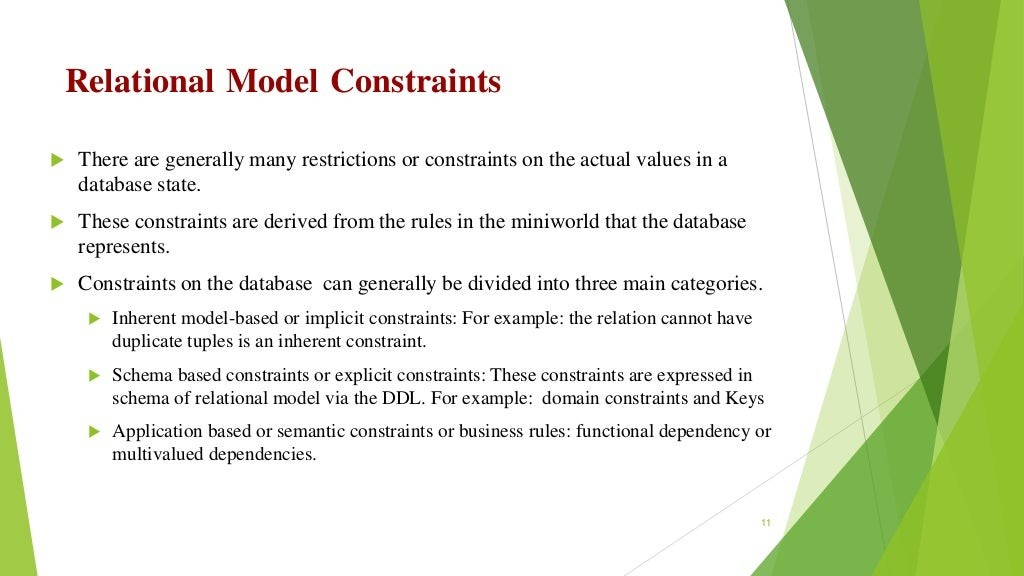 Relational Model Constraints
There are generally many restrictions or constraints on the actual values in a
database state.
These constraints are derived from the rules in the miniworld that the database
represents.
Constraints on the database  can generally be divided into three main categories.
Inherent model-based or implicit constraints: For example: the relation cannot have
duplicate tuples is an inherent constraint.
Schema based constraints or explicit constraints: These constraints are expressed in
schema of relational model via the DDL. For example:  domain constraints and Keys
Application based or semantic constraints or business rules: functional dependency or
multivalued dependencies.
11